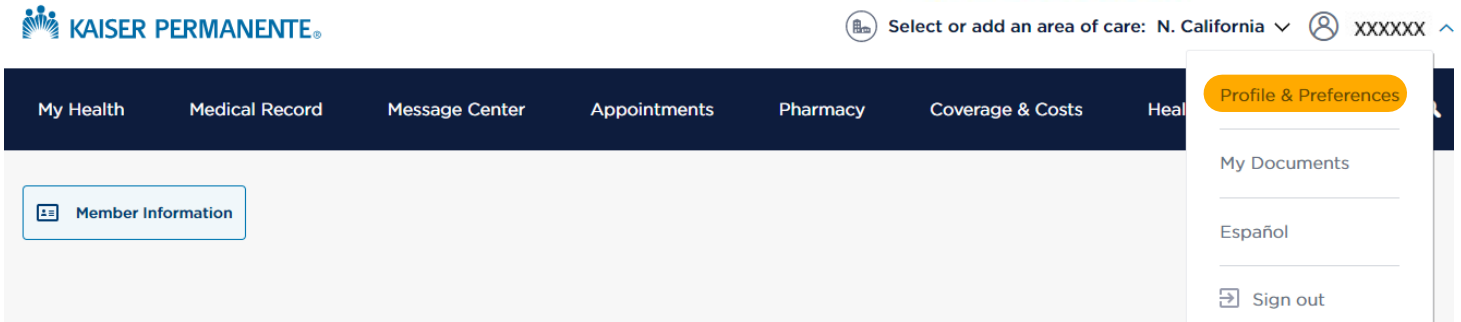 KAISER PERMANENTE®
Select or add an area of care: N. California
XXXXXX
My Health
Medical Record
Message Center
Appointments
Pharmacy
Coverage & Costs
Heal
Profile & Preferences
My Documents
Español
Sign out
Member Information